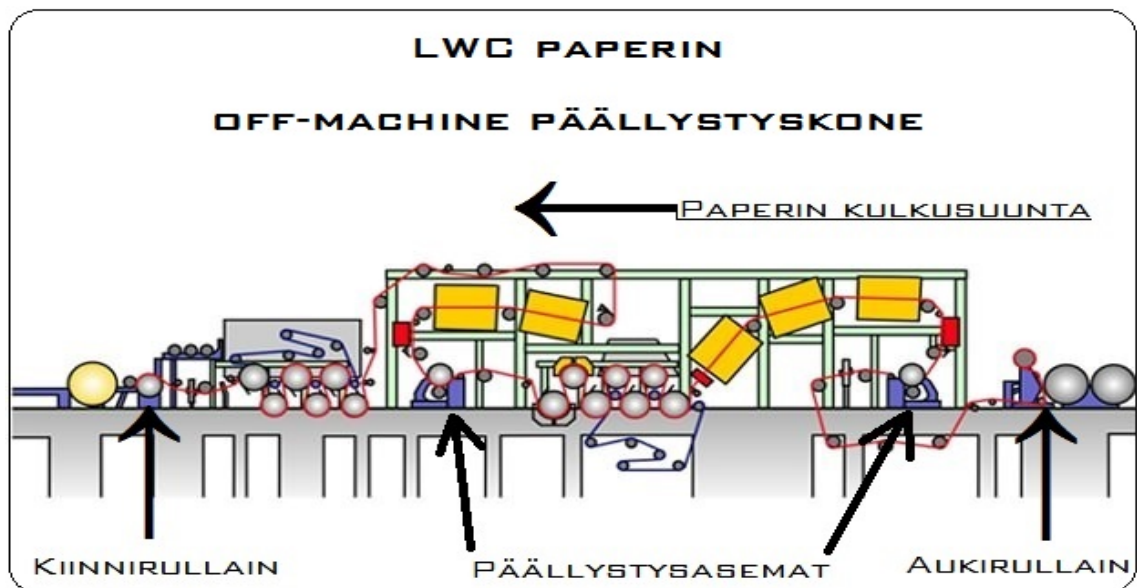 LWC PAPERIN
OFF-MACHINE PÄÄLLYSTYSKONE
PAPERIN KULKUSUUNTA
KIINNIRULLAIN
PÄÄLLYSTYSASEMAT
AUKIRULLAIN